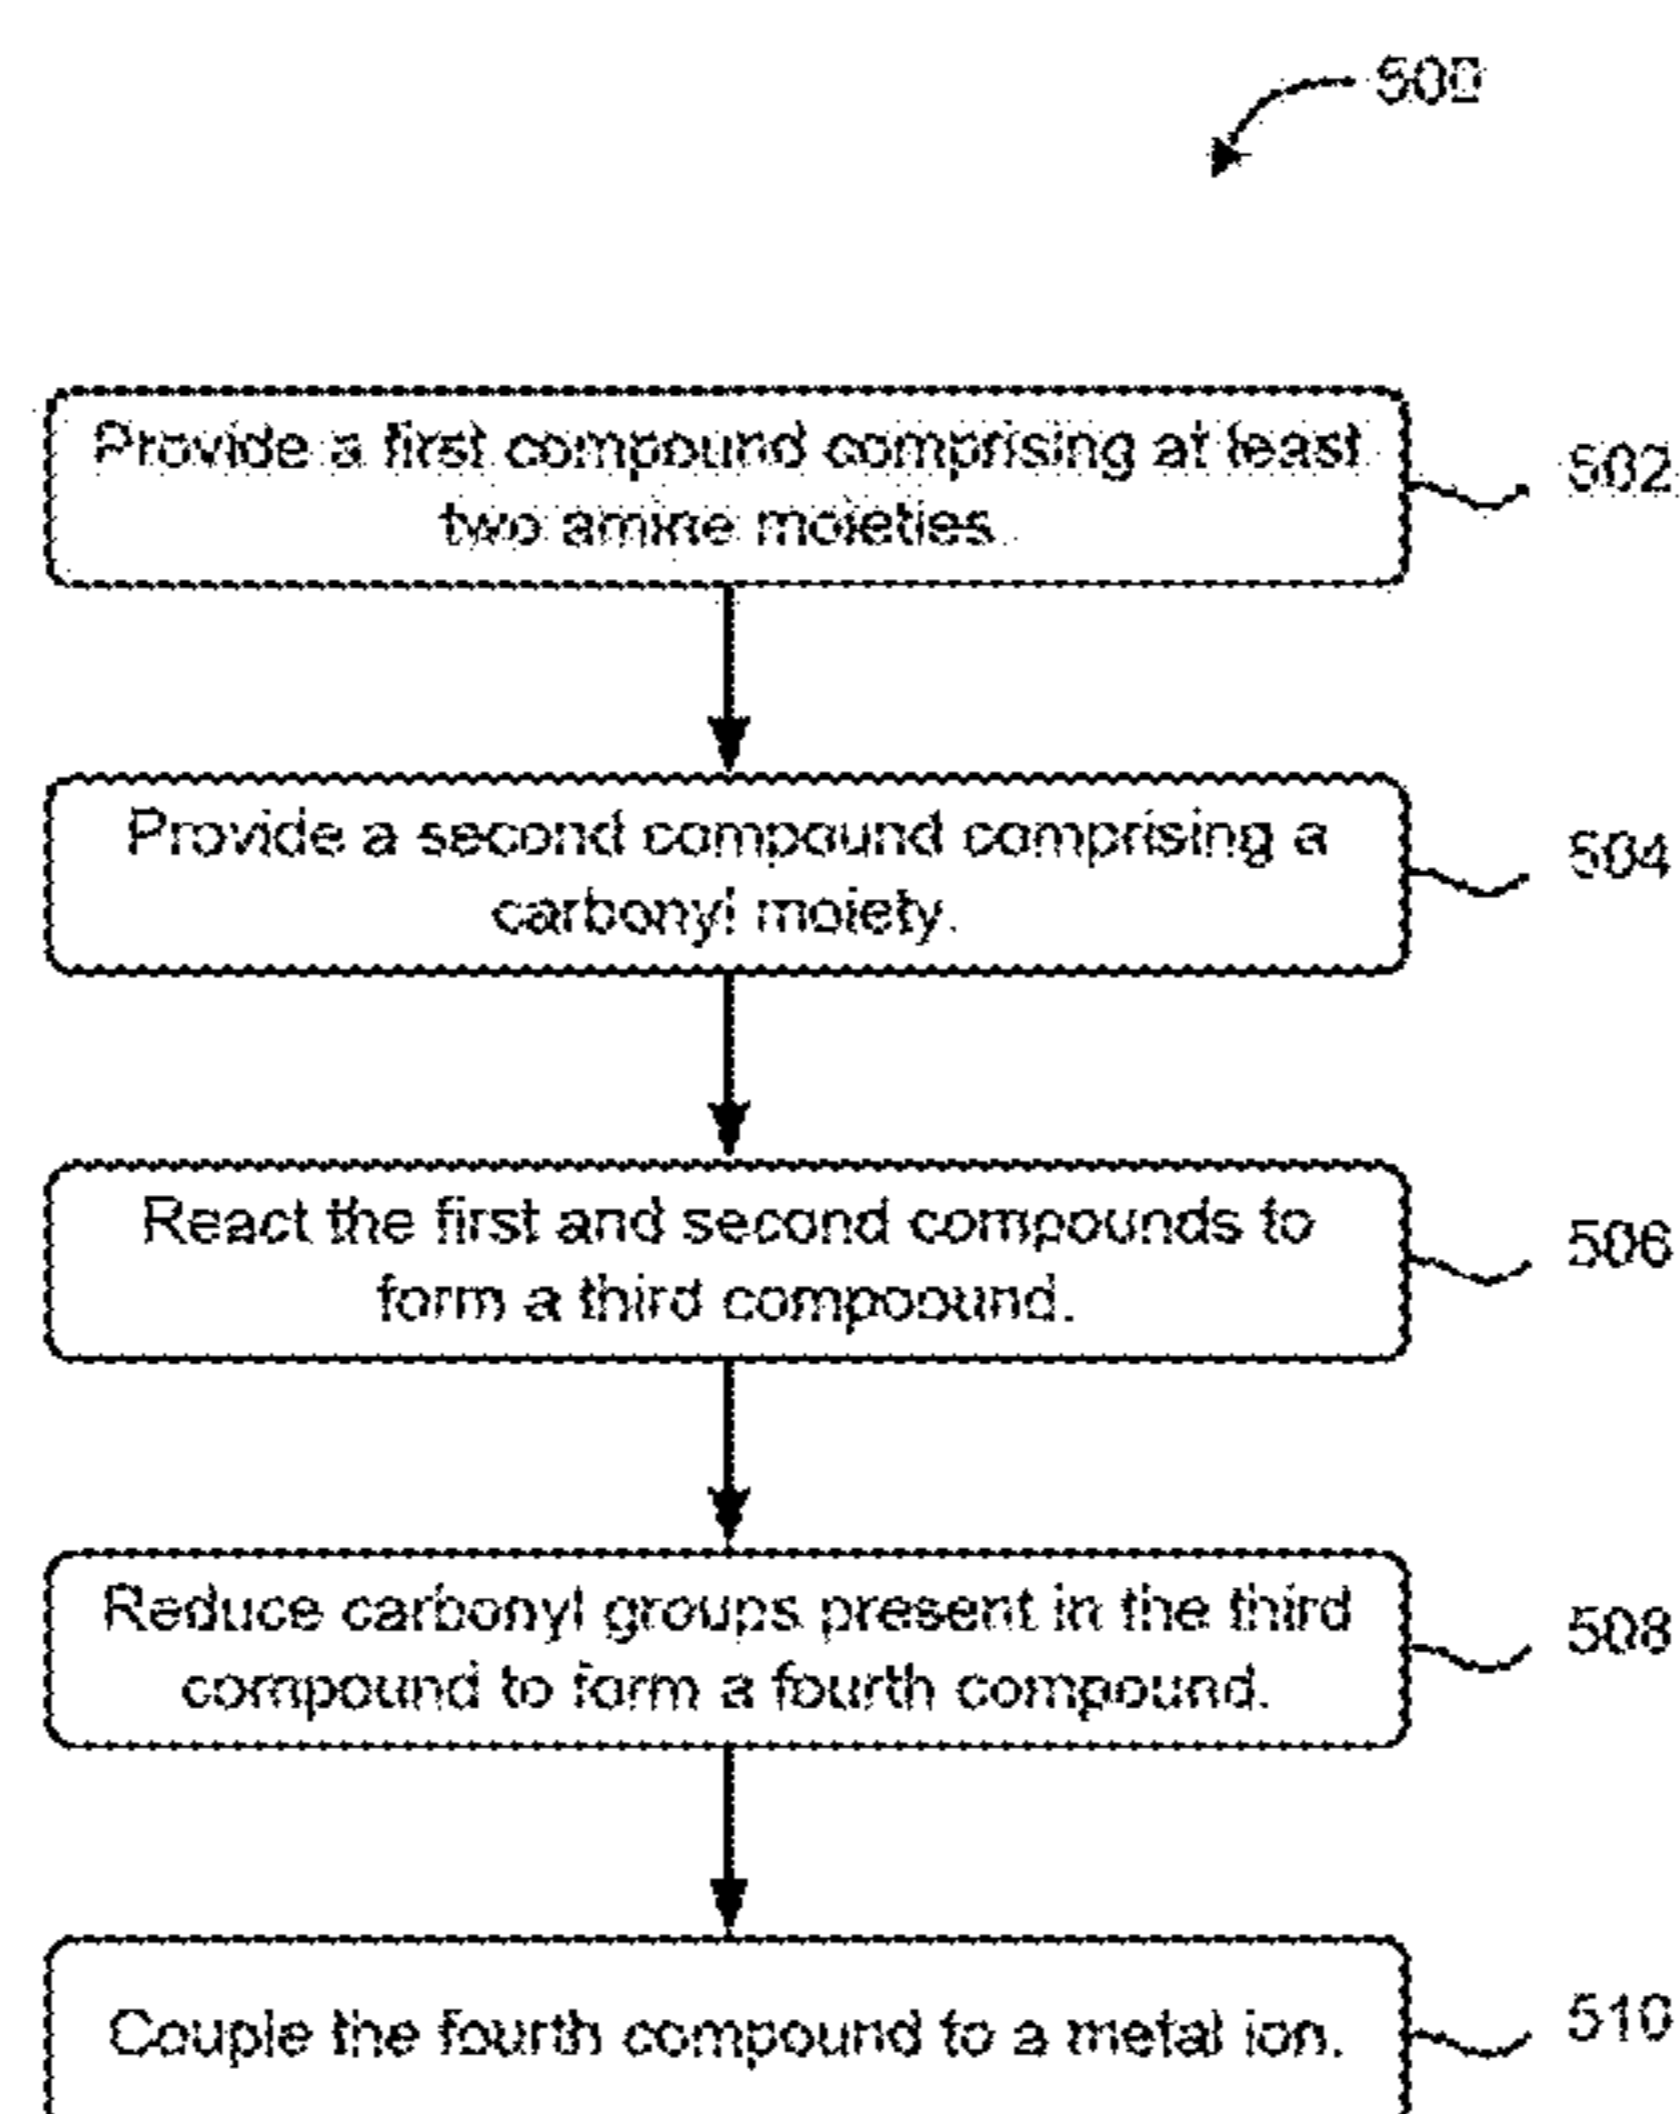 500
Provide a first compound comprising at least
two amine moieties.
502
Provide a second compound comprising a
carbonyl moiety.
504
React the first and second compounds to
form a third compoound.
506
Reduce carbonyl groups present in the third
compound to form a fourth compound.
508
Couple the fourth compound to a metal ion.
510